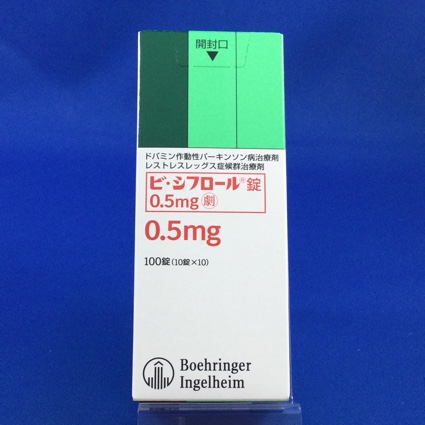 開封口
ドパミン作動性パーキンソン病治療剤
レストレスレッグス症候群治療剤
ビ・シフロール®錠
0.5mg 劇
0.5mg
100錠(10錠×10)
Boehringer
Ingelheim